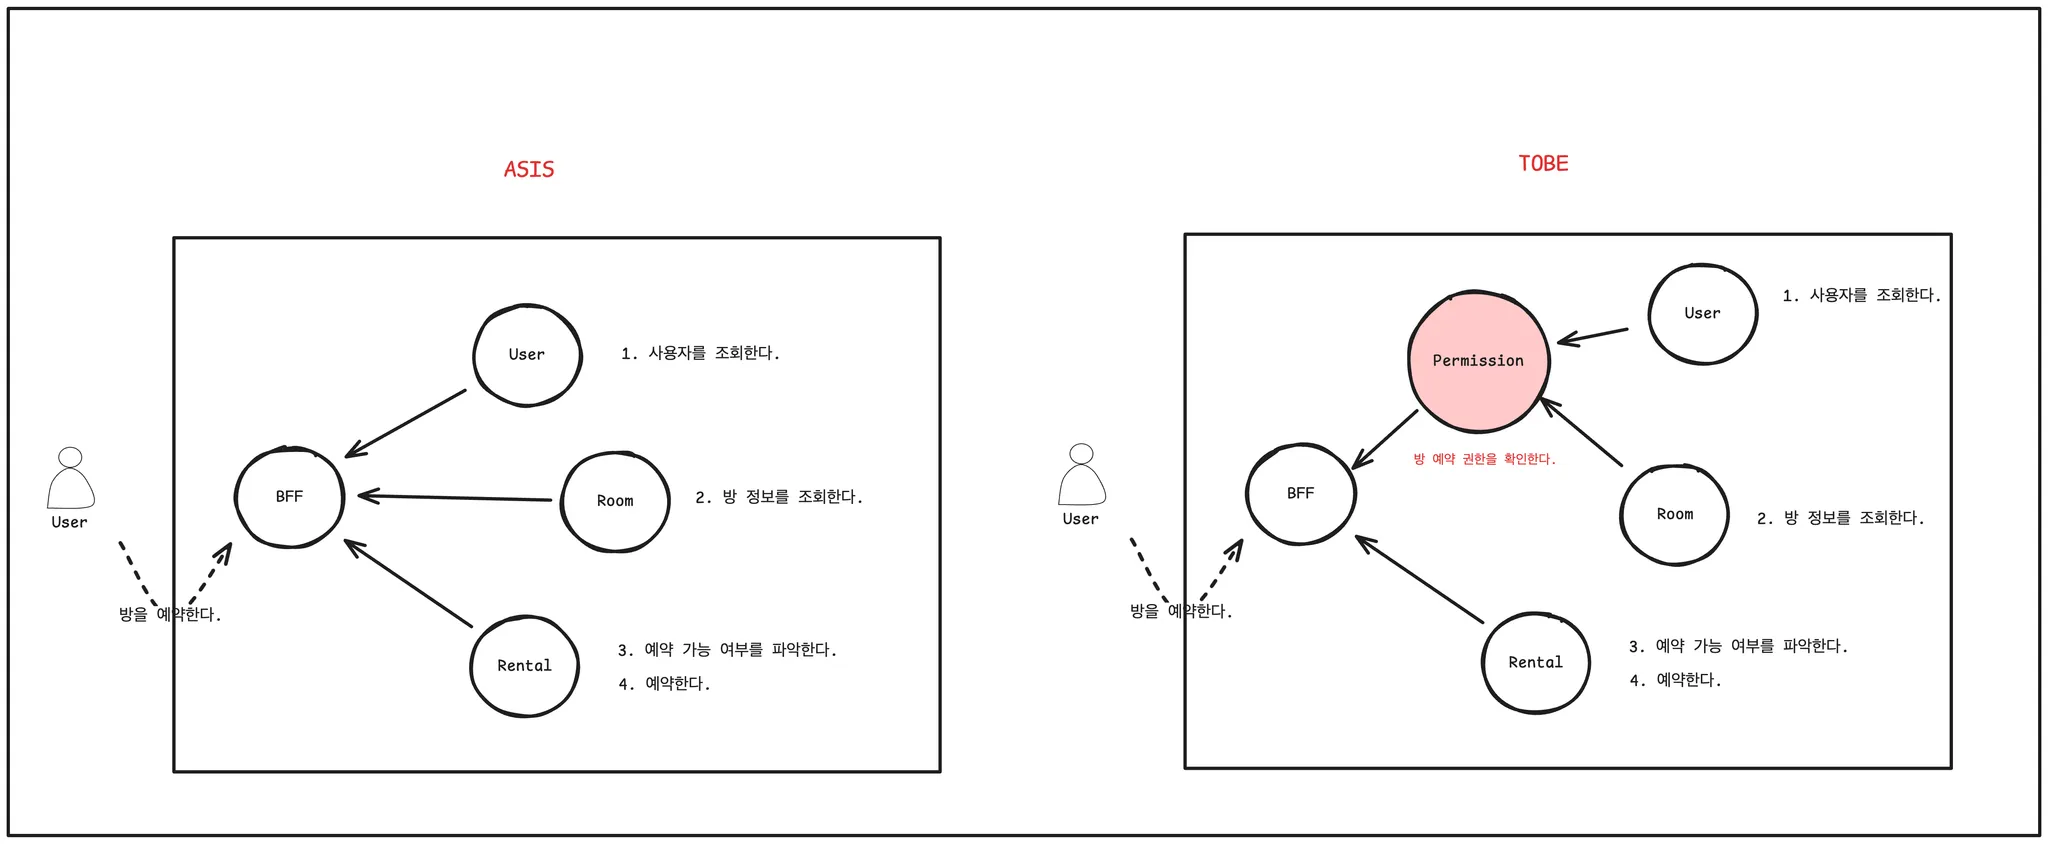 ASIS
User
1. 사용자를 조회한다.
BFF
Room
2. 방 정보를 조회한다.
User
방을 예약한다.
Rental
3. 예약 가능 여부를 파악한다.
4. 예약한다.
TOBE
User
1. 사용자를 조회한다.
Permission
방 예약 권한을 확인한다.
BFF
Room
2. 방 정보를 조회한다.
User
방을 예약한다.
Rental
3. 예약 가능 여부를 파악한다.
4. 예약한다.